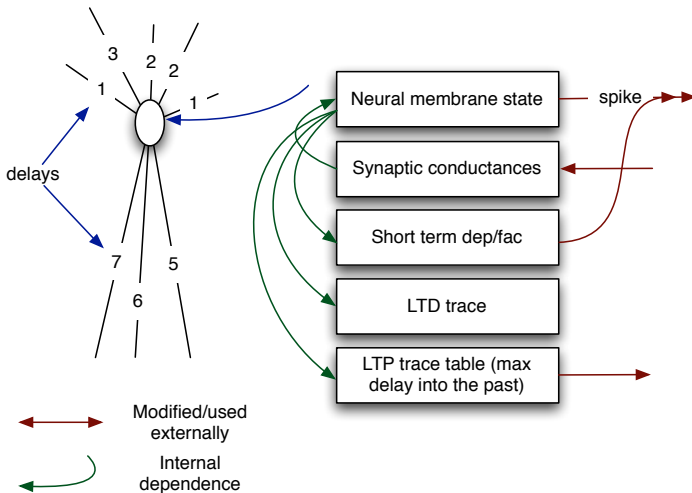 3
2
2
1
1
delays
7
5
6
Neural membrane state
spike
Synaptic conductances
Short term dep/fac
LTD trace
LTP trace table (max
delay into the past)
Modified/used
externally
Internal
dependence